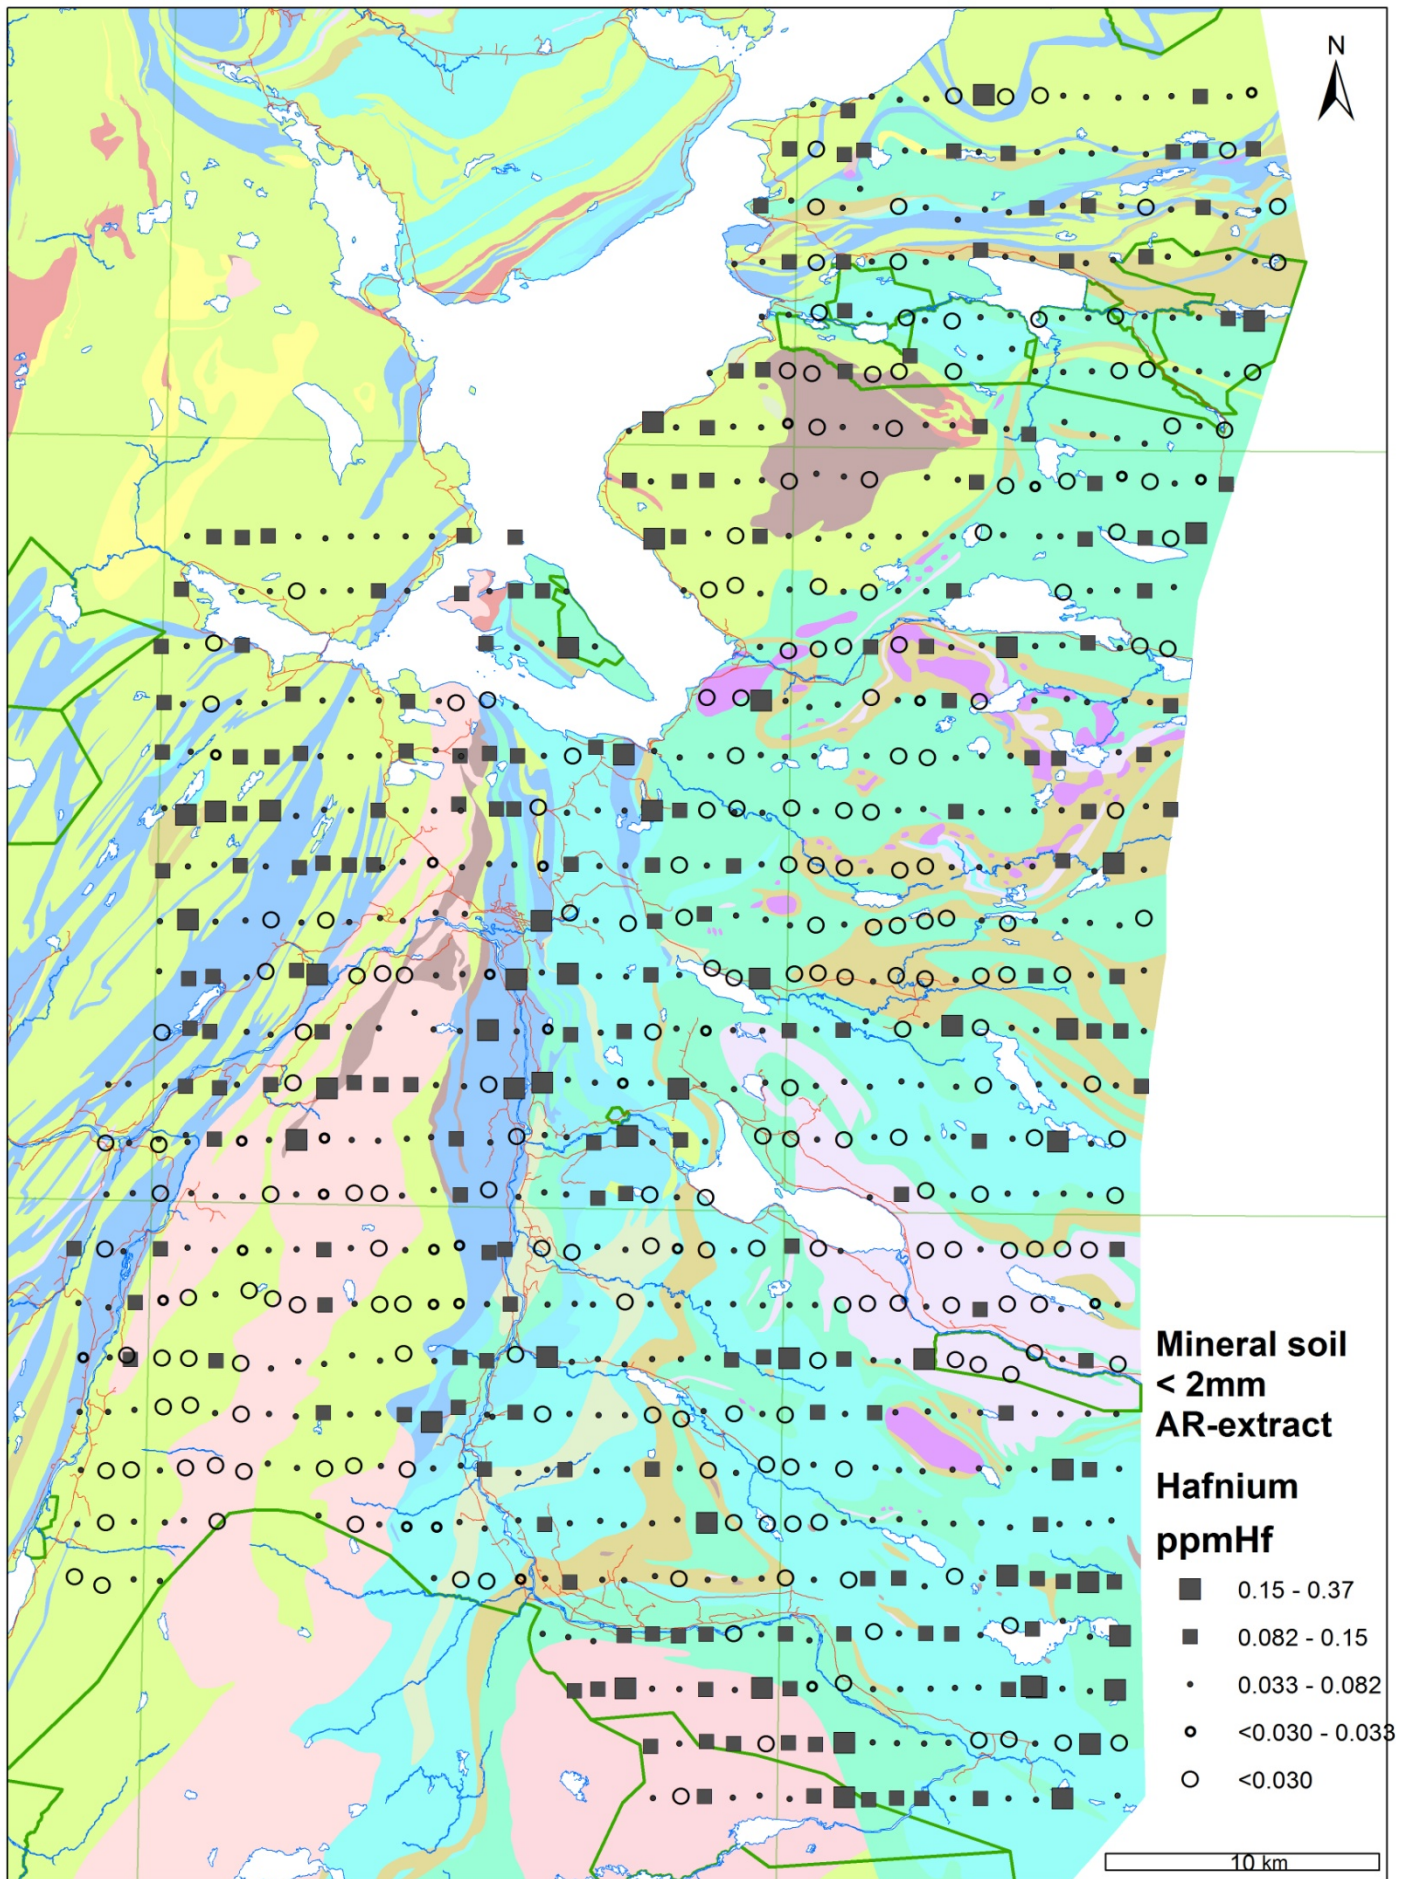 N
Mineral soil
< 2mm
AR-extract
Hafnium
ppmHf
0.15 - 0.37
0.082 - 0.15
0.033 - 0.082
<0.030 - 0.033
<0.030
10 km